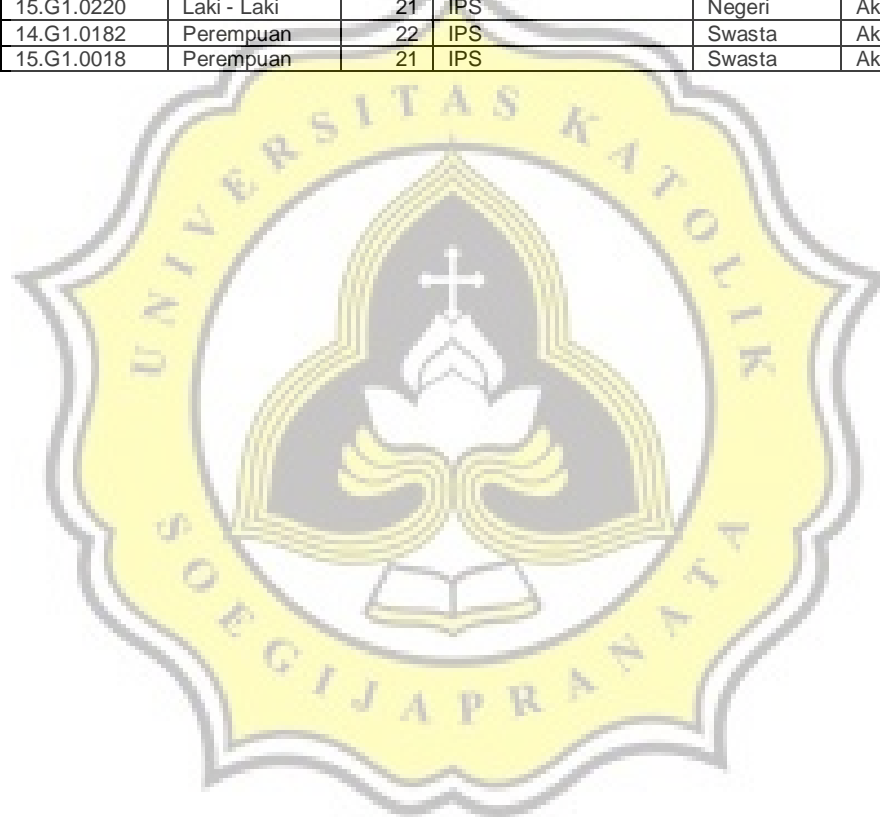 15.G1.0220 Laki - Laki 21 IPS Negeri Ak
14.G1.0182 Perempuan 22 IPS Swasta Ak
15.G1.0018 Perempuan 21 IPS Swasta Ak
UNIVERSITAS KATOLIK
SOEGIJAPRANATA